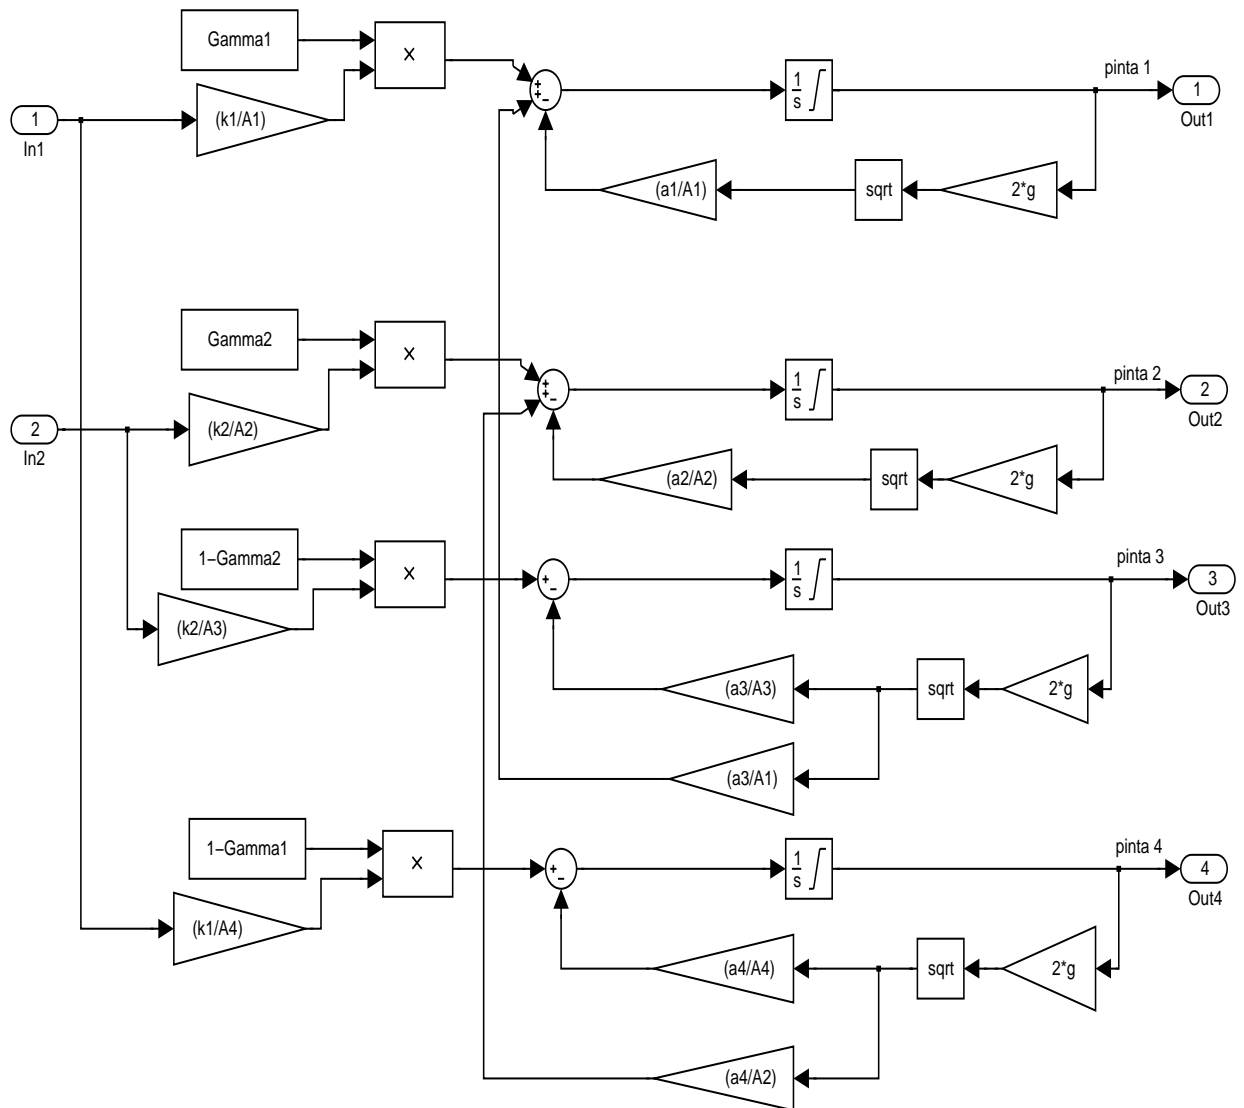 Gamma1
×
pinta 1
1
In1
(k1/A1)
+
+
−
1
s
1
Out1
(a1/A1)
sqrt
2*g
Gamma2
×
pinta 2
2
In2
(k2/A2)
+
+
−
1
s
2
Out2
(a2/A2)
sqrt
2*g
1−Gamma2
×
pinta 3
(k2/A3)
+
−
1
s
3
Out3
(a3/A3)
sqrt
2*g
(a3/A1)
1−Gamma1
×
pinta 4
(k1/A4)
+
−
1
s
4
Out4
(a4/A4)
sqrt
2*g
(a4/A2)